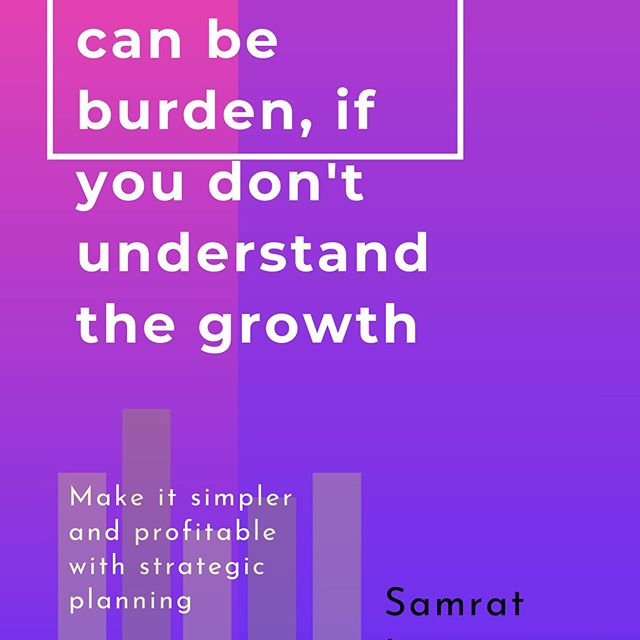 can be
burden, if
you don't
understand
the growth
Make it simpler
and profitable
with strategic
planning
Samrat